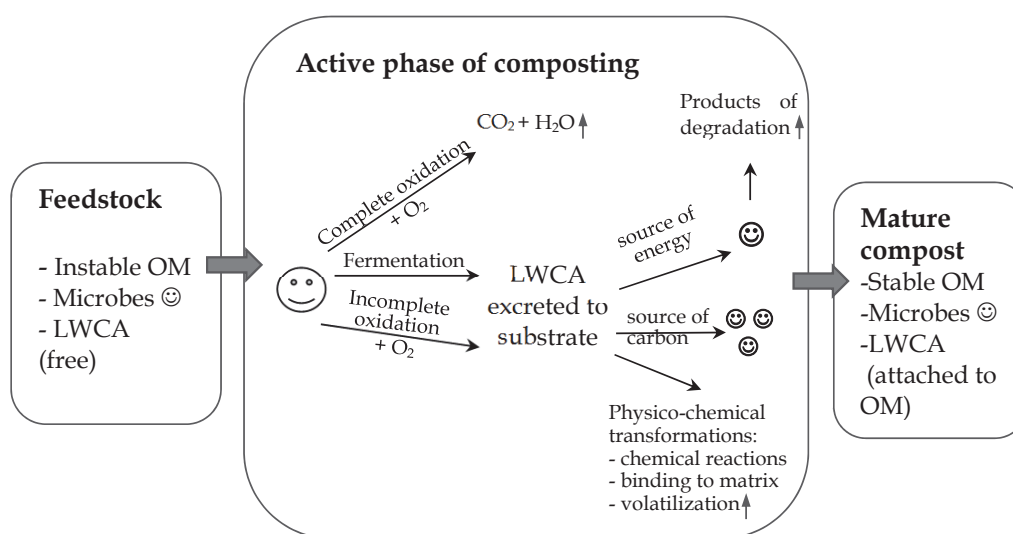 Active phase of composting
Feedstock
- Instable OM
- Microbes ☺
- LWCA
(free)
CO₂ + H₂O
Complete oxidation
+ O₂
Fermentation
Incomplete
oxidation
+ O₂
LWCA
excreted to
substrate
source of
energy
source of
carbon
Products of
degradation
Physico-chemical
transformations:
- chemical reactions
- binding to matrix
- volatilization
Mature
compost
-Stable OM
-Microbes ☺
-LWCA
(attached to
OM)